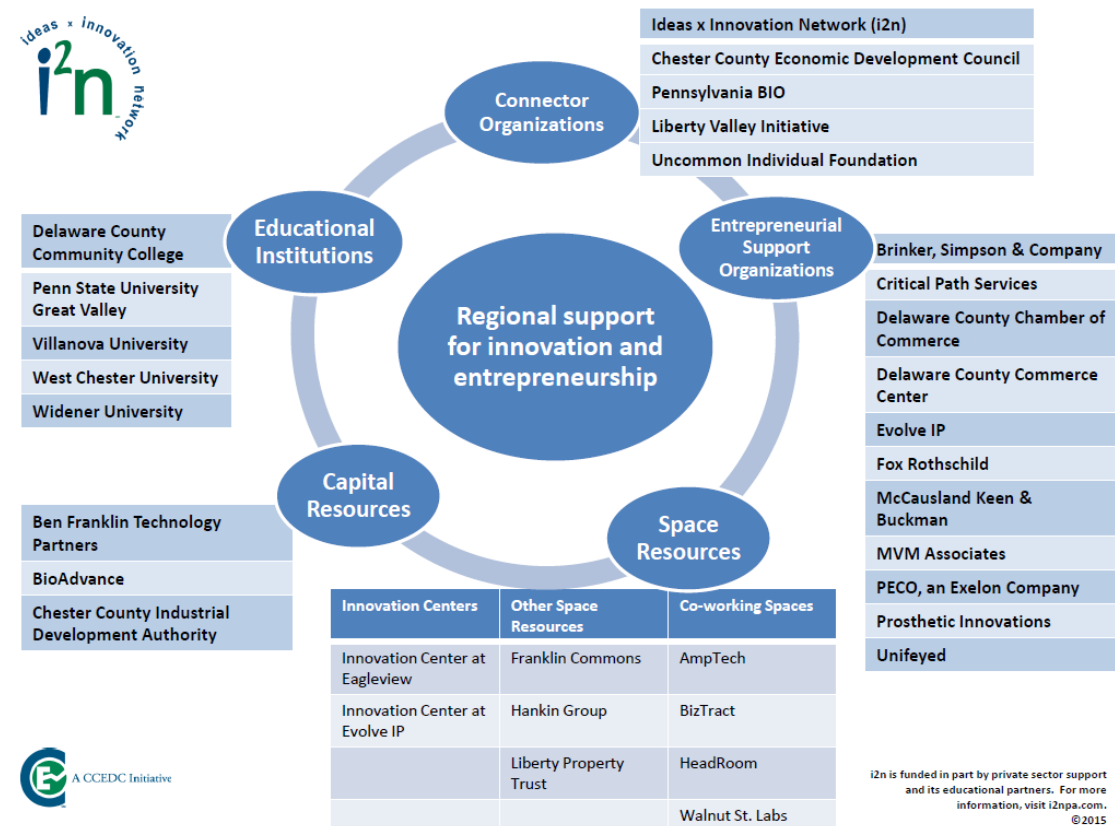 ideas x innovation network
i2n
Connector
Organizations
Ideas x Innovation Network (i2n)
Chester County Economic Development Council
Pennsylvania BIO
Liberty Valley Initiative
Uncommon Individual Foundation
Educational
Institutions
Delaware County
Community College
Penn State University
Great Valley
Villanova University
West Chester University
Widener University
Entrepreneurial
Support
Organizations
Brinker, Simpson & Company
Critical Path Services
Delaware County Chamber of
Commerce
Delaware County Commerce
Center
Evolve IP
Fox Rothschild
McCausland Keen &
Buckman
MVM Associates
PECO, an Exelon Company
Prosthetic Innovations
Unifeyed
Regional support
for innovation and
entrepreneurship
Capital
Resources
Ben Franklin Technology
Partners
BioAdvance
Chester County Industrial
Development Authority
Space
Resources
Innovation Centers
Other Space
Resources
Co-working Spaces
Innovation Center at
Eagleview
Franklin Commons
AmpTech
Innovation Center at
Evolve IP
Hankin Group
BizTract
Liberty Property
Trust
HeadRoom
Walnut St. Labs
A CCEDC Initiative
i2n is funded in part by private sector support
and its educational partners. For more
information, visit i2npa.com.
©2015